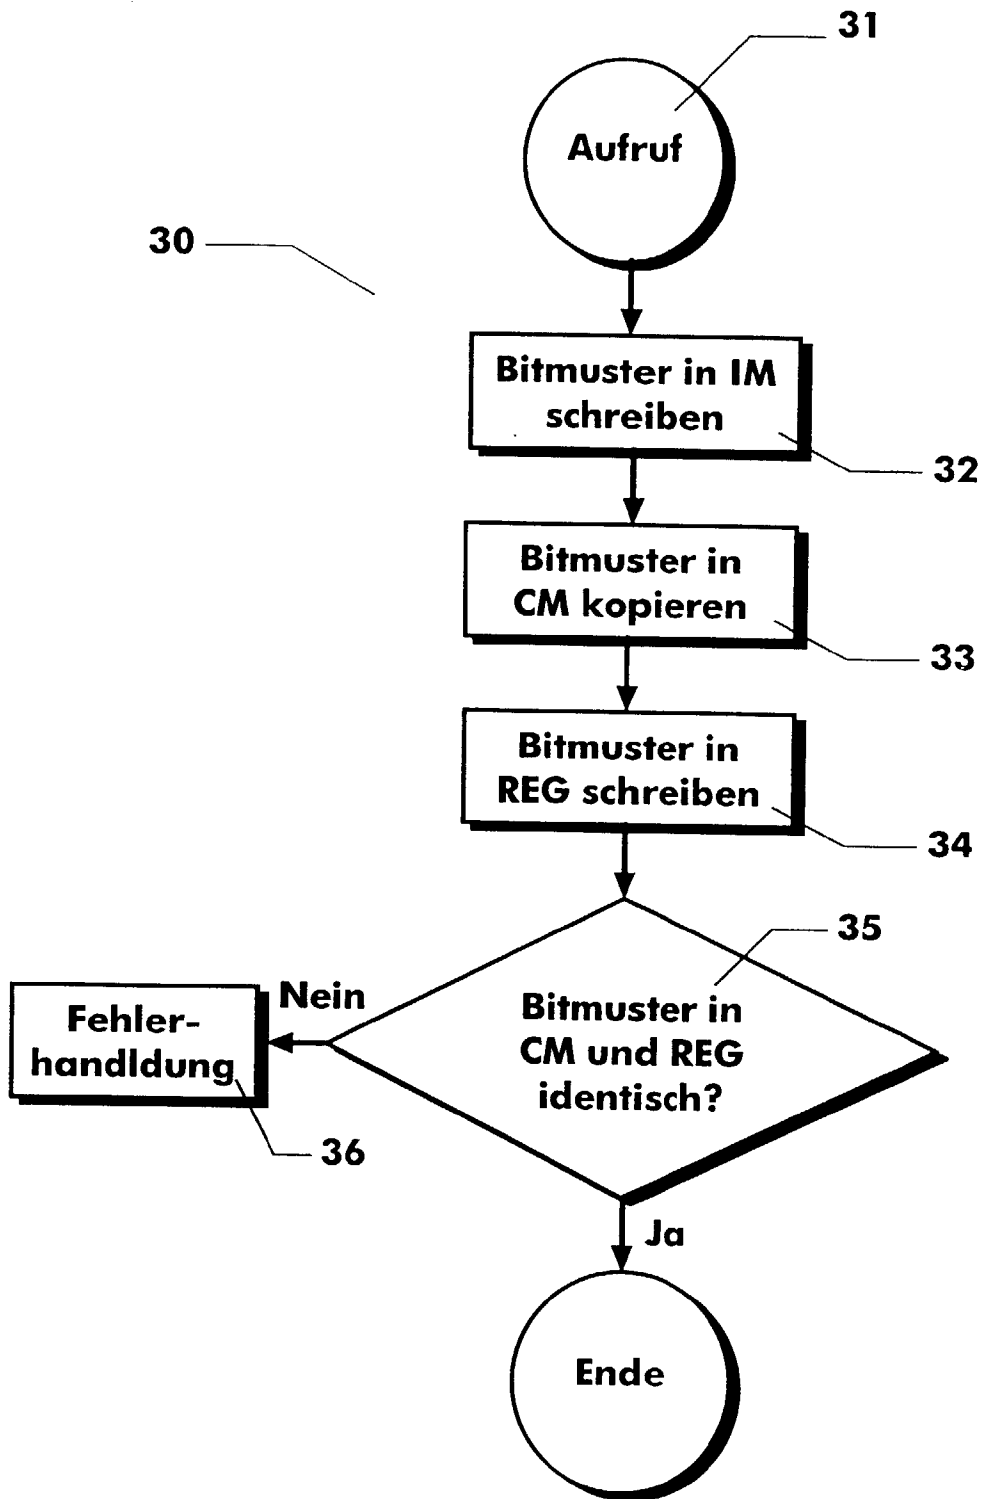 31
Aufruf
30
Bitmuster in IM
schreiben
32
Bitmuster in
CM kopieren
33
Bitmuster in
REG schreiben
34
35
Bitmuster in
CM und REG
identisch?
Nein
Fehler-
handldung
36
Ja
Ende